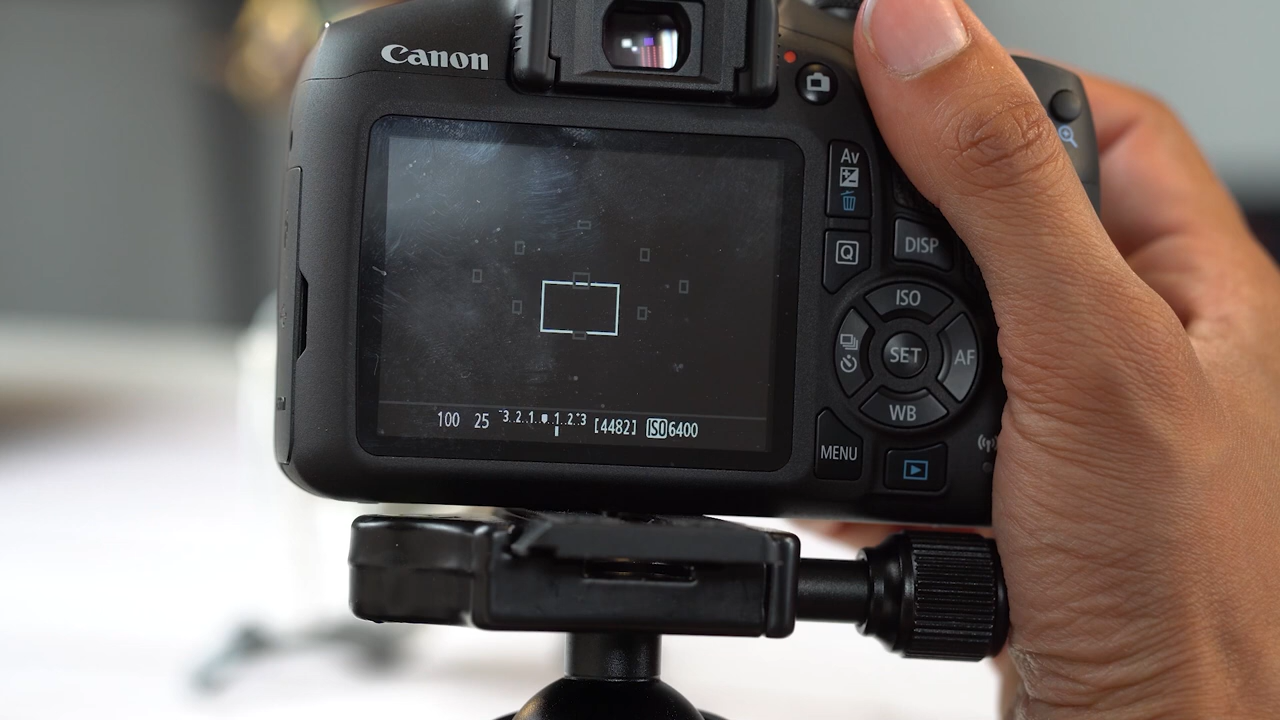 Canon
Av
Q
DISP
ISO
SET
AF
WB
MENU
100 25 -3..2..1..▮..1..2.+3 [4482] ISO 6400